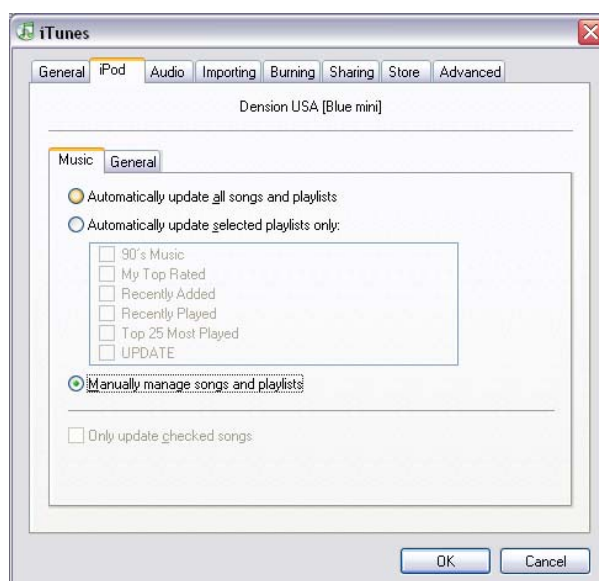 iTunes
General iPod Audio Importing Burning Sharing Store Advanced
Dension USA [Blue mini]
Music General
Automatically update all songs and playlists
Automatically update selected playlists only:
90's Music
My Top Rated
Recently Added
Recently Played
Top 25 Most Played
UPDATE
Manually manage songs and playlists
Only update checked songs
OK Cancel